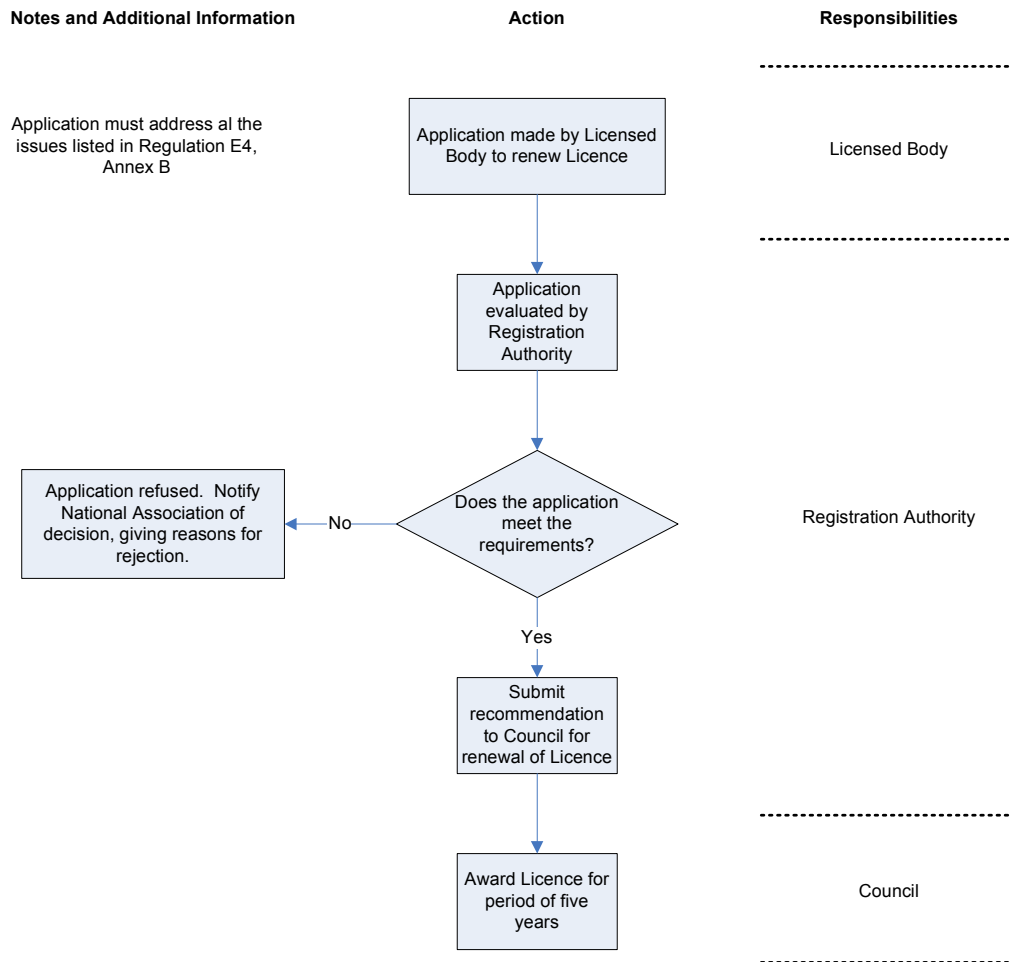 Notes and Additional Information
Action
Responsibilities
Application must address al the
issues listed in Regulation E4,
Annex B
Application made by Licensed
Body to renew Licence
Licensed Body
Application
evaluated by
Registration
Authority
Does the application
meet the
requirements?
No
Application refused.  Notify
National Association of
decision, giving reasons for
rejection.
Registration Authority
Yes
Submit
recommendation
to Council for
renewal of Licence
Award Licence for
period of five
years
Council